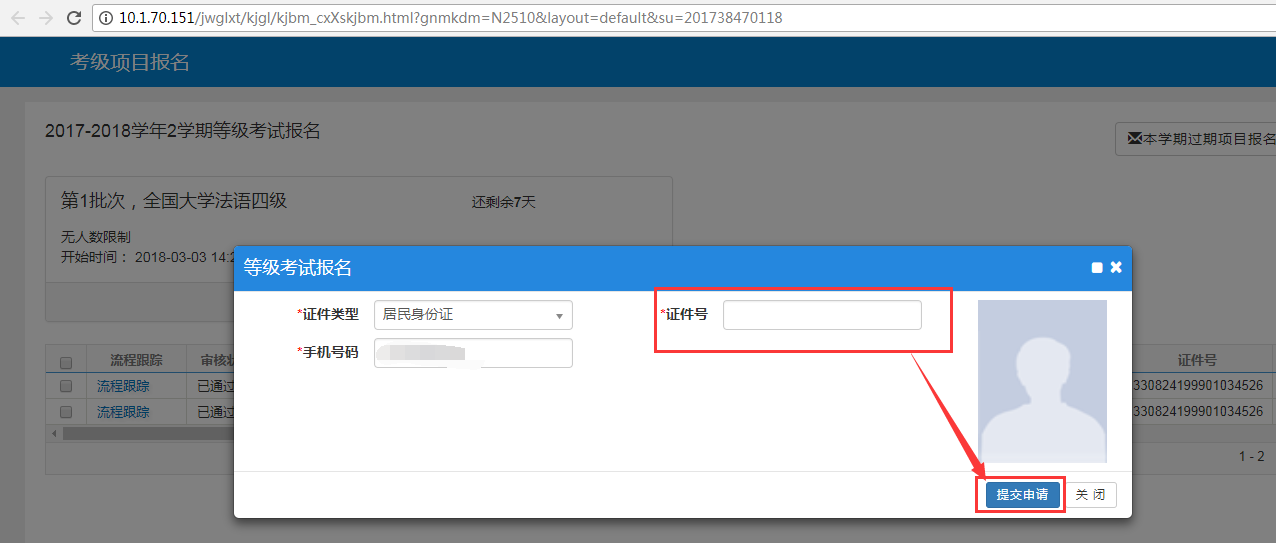 10.1.70.151/jwglxt/kjgl/kjbm_cxXskjbm.html?gnmkdm=N2510&layout=default&su=201738470118
考级项目报名
2017-2018学年2学期等级考试报名
本学期过期项目报名
第1批次，全国大学法语四级
还剩余7天
无人数限制
开始时间： 2018-03-03 14:2
等级考试报名
*证件类型 居民身份证
*证件号
*手机号码
流程跟踪 审核状 证件号
流程跟踪 已通过 330824199901034526
流程跟踪 已通过 330824199901034526
1 - 2
提交申请 关 闭